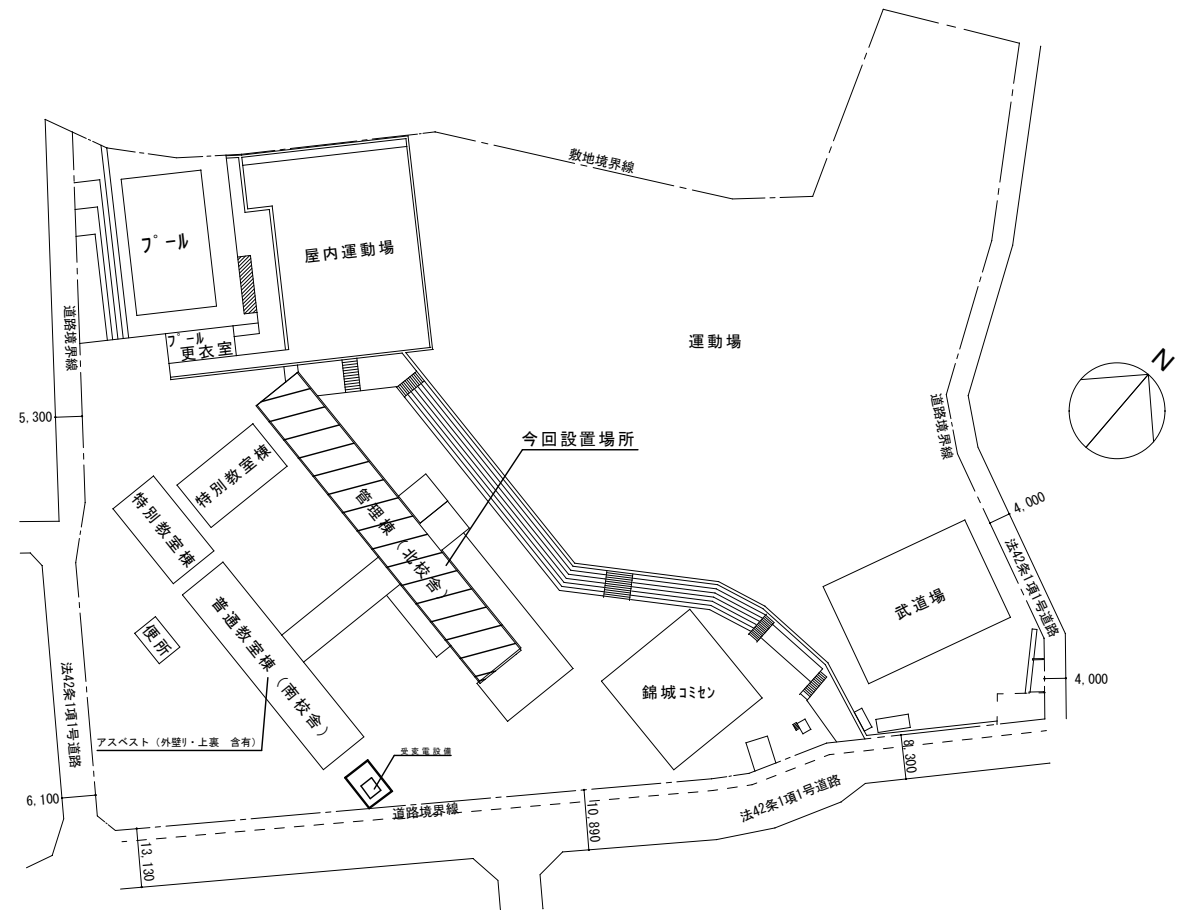 敷地境界線
プール
屋内運動場
道路境界線
プール
更衣室
運動場
N
5,300
今回設置場所
道路境界線
特別教室棟
特別教室棟
管理棟（北校舎）
4,000
法42条1項1号道路
武道場
普通教室棟（南校舎）
便所
錦城コミセン
4,000
法42条1項1号道路
アスベスト（外壁リ・上裏 含有）
受変電設備
8,300
6,100
道路境界線
10,890
法42条1項1号道路
13,130